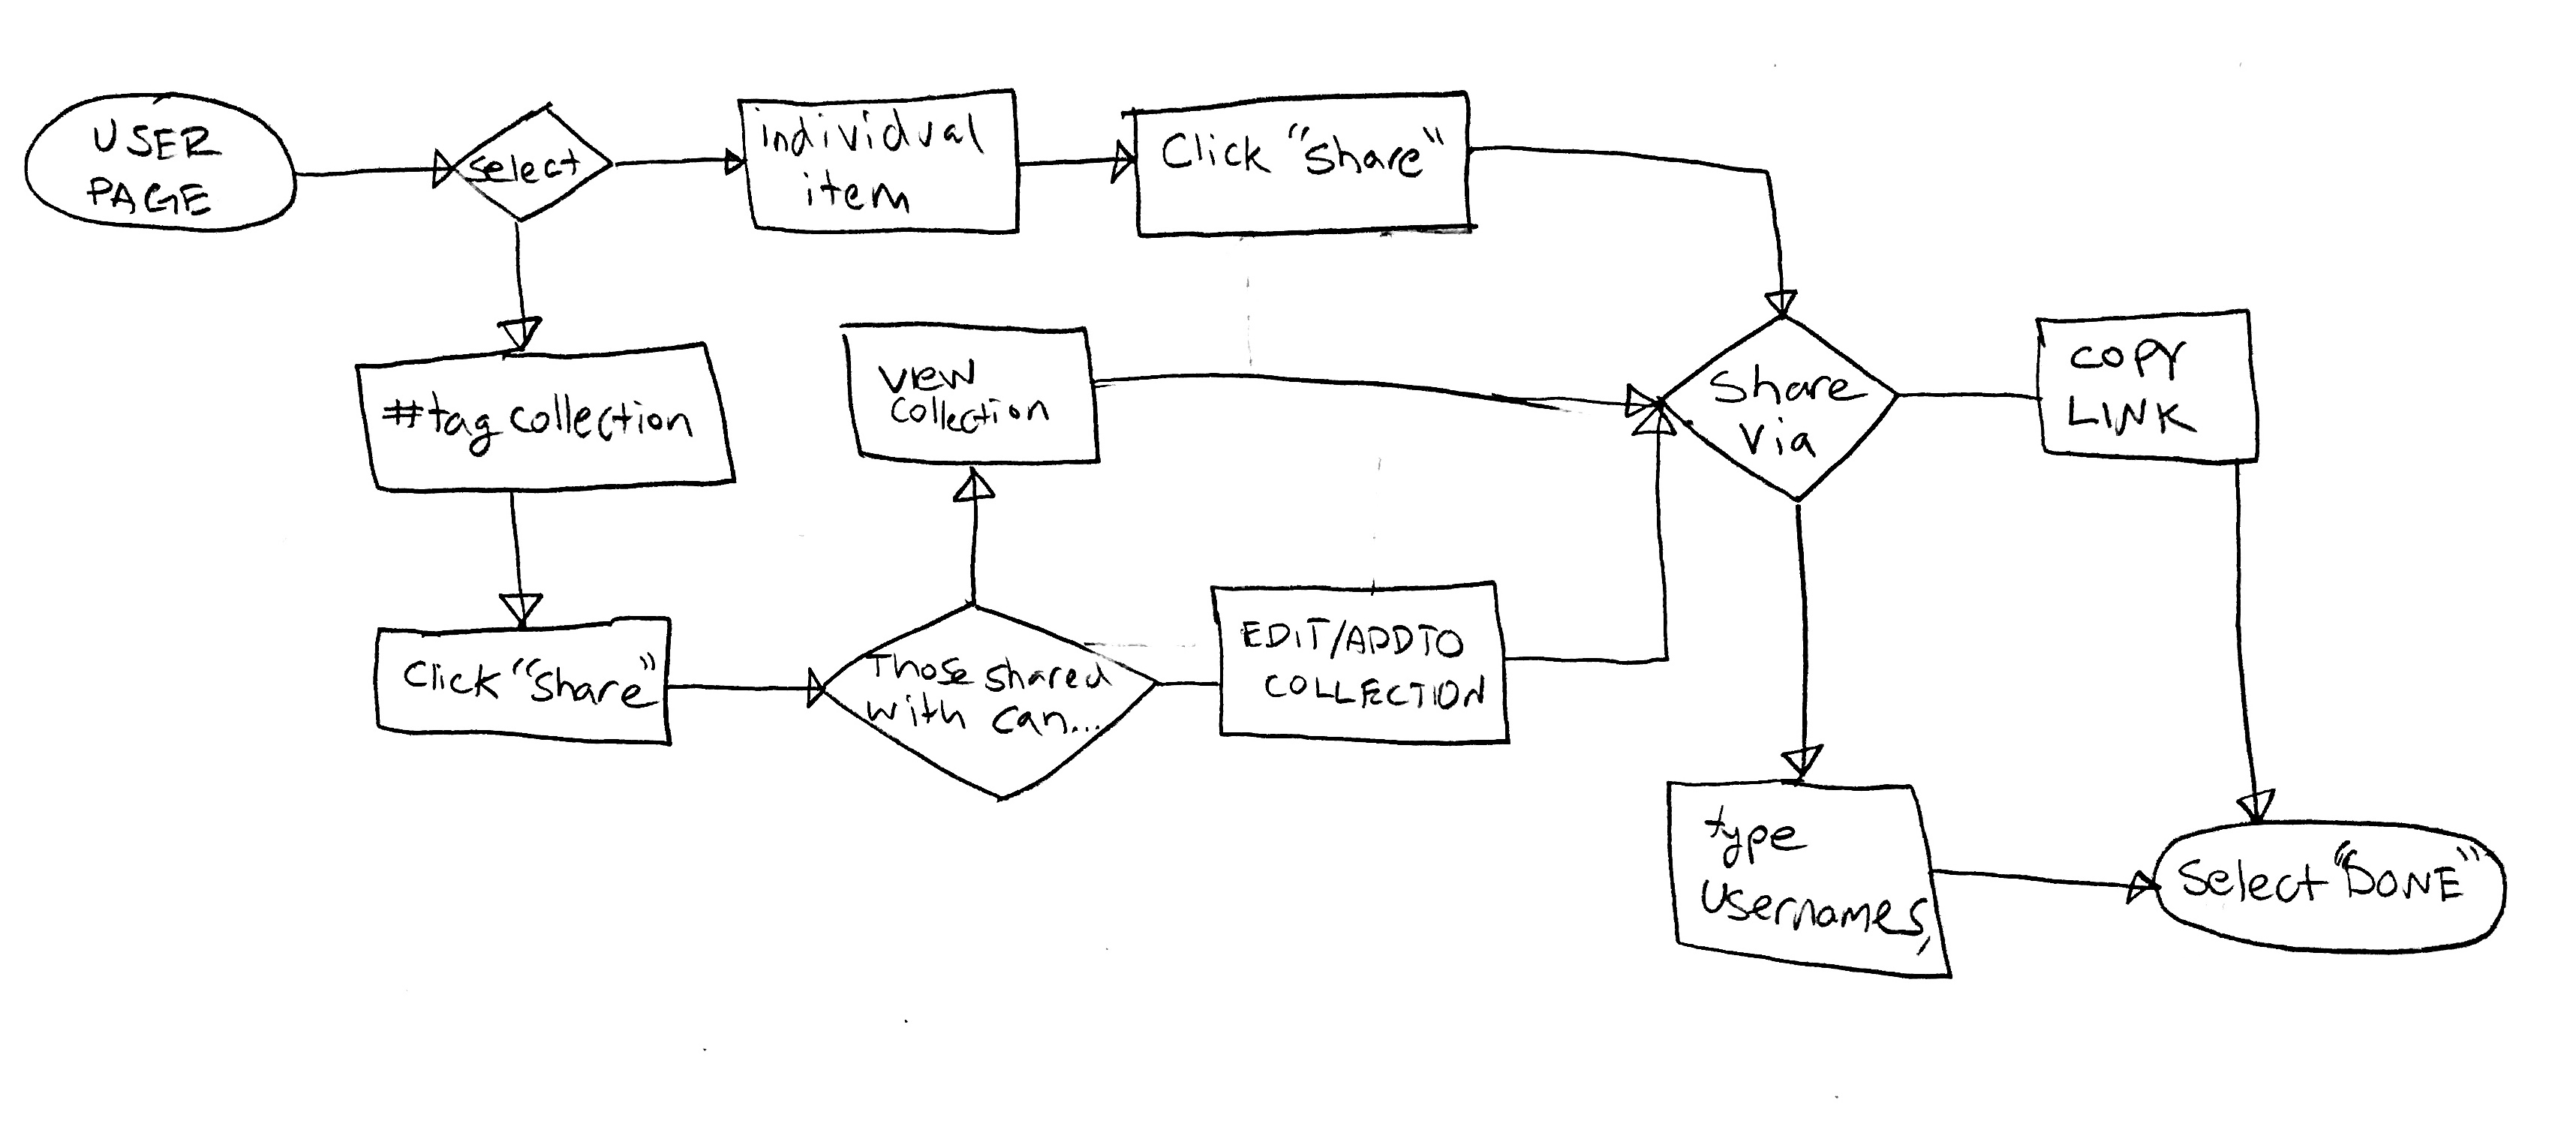 USER
PAGE
select
individual
item
Click "Share"
#tag collection
VIEW
Collection
Share
Via
COPY
LINK
Click "Share"
Those shared
with can...
EDIT/ADD TO
COLLECTION
type
Usernames,
Select "DONE"